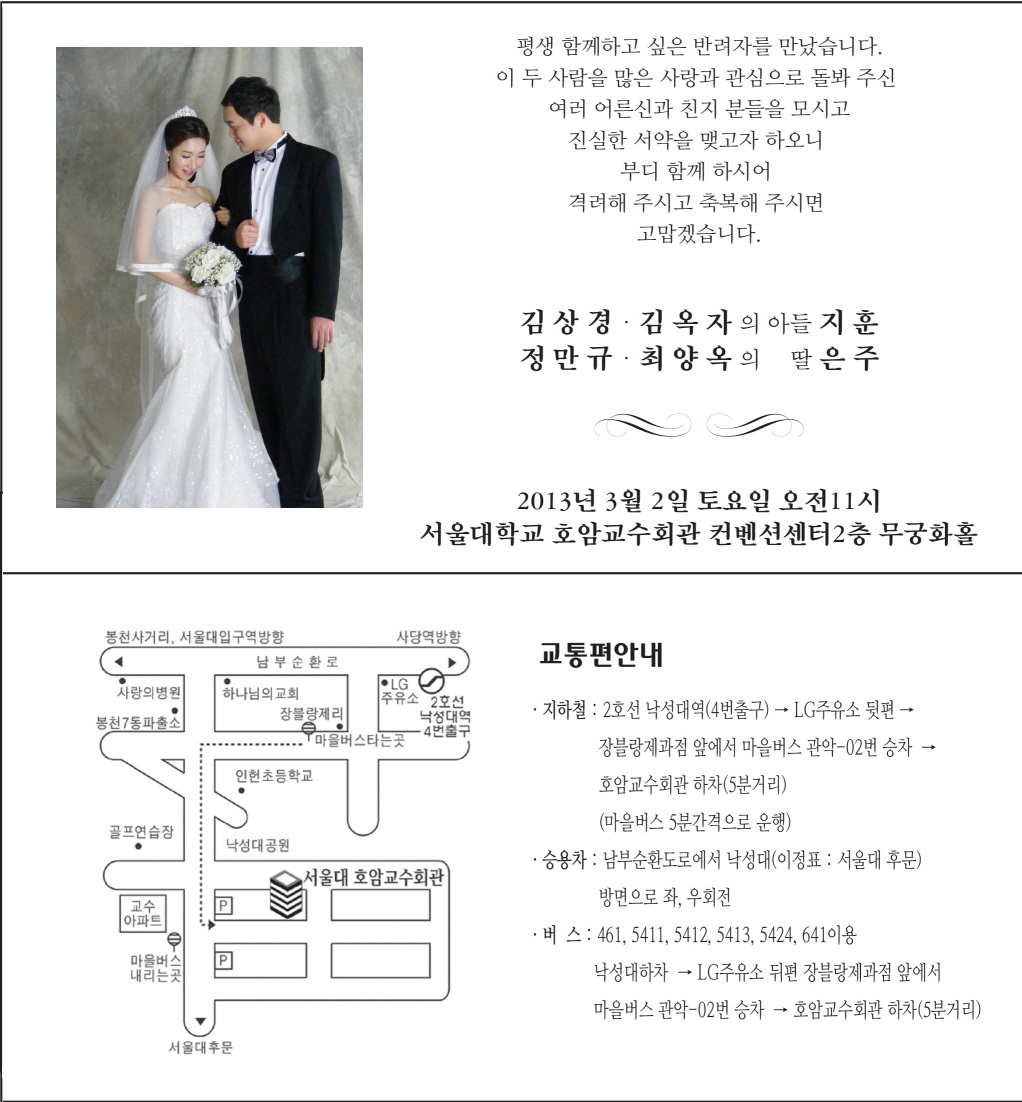 평생 함께하고 싶은 반려자를 만났습니다.
이 두 사람을 많은 사랑과 관심으로 돌봐 주신
여러 어른신과 친지 분들을 모시고
진실한 서약을 맺고자 하오니
부디 함께 하시어
격려해 주시고 축복해 주시면
고맙겠습니다.
김상경 · 김옥자의 아들 지훈
정만규 · 최양옥의 딸 은주
2013년 3월 2일 토요일 오전11시
서울대학교 호암교수회관 컨벤션센터2층 무궁화홀
봉천사거리, 서울대입구역방향
사당역방향
남부순환로
사랑의병원
하나님의교회
LG
주유소
2호선
낙성대역
4번출구
봉천7동파출소
장블랑제리
마을버스타는곳
인헌초등학교
골프연습장
낙성대공원
서울대 호암교수회관
교수
아파트
P
마을버스
내리는곳
P
서울대후문
교통편안내
· 지하철 : 2호선 낙성대역(4번출구) → LG주유소 뒷편 →
장블랑제과점 앞에서 마을버스 관악-02번 승차 →
호암교수회관 하차(5분거리)
(마을버스 5분간격으로 운행)
· 승용차 : 남부순환도로에서 낙성대(이정표 : 서울대 후문)
방면으로 좌, 우회전
· 버 스 : 461, 5411, 5412, 5413, 5424, 641이용
낙성대하차 → LG주유소 뒤편 장블랑제과점 앞에서
마을버스 관악-02번 승차 → 호암교수회관 하차(5분거리)